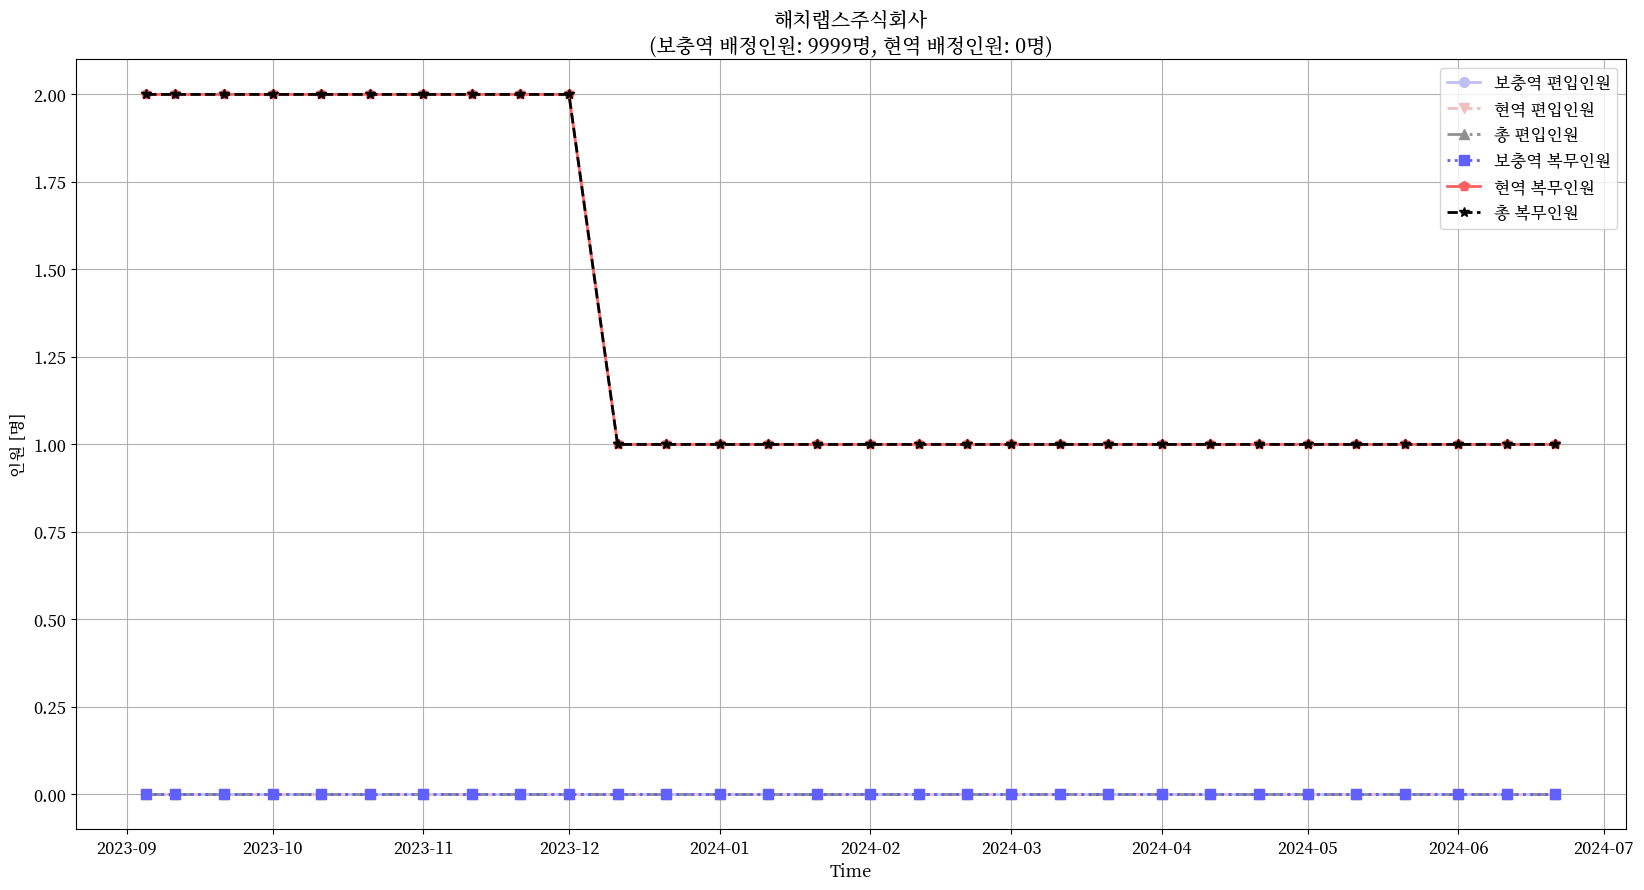 해치랩스주식회사
(보충역 배정인원: 9999명, 현역 배정인원: 0명)
보충역 편입인원
현역 편입인원
총 편입인원
보충역 복무인원
현역 복무인원
총 복무인원
인원 [명]
2.00
1.75
1.50
1.25
1.00
0.75
0.50
0.25
0.00
2023-09 2023-10 2023-11 2023-12 2024-01 2024-02 2024-03 2024-04 2024-05 2024-06 2024-07
Time